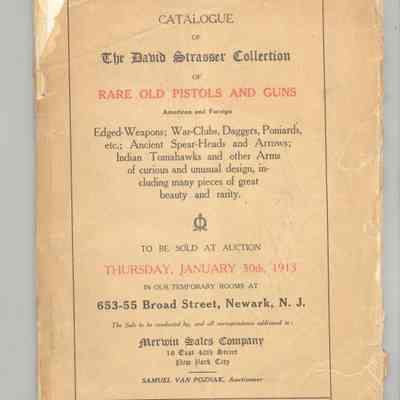 CATALOGUE
OF
The David Strasser Collection
OF
RARE OLD PISTOLS AND GUNS
American and Foreign
Edged-Weapons; War-Clubs, Daggers, Poniards,
etc.; Ancient Spear-Heads and Arrows;
Indian Tomahawks and other Arms
of curious and unusual design, in-
cluding many pieces of great
beauty and rarity.
TO BE SOLD AT AUCTION
THURSDAY, JANUARY 30th, 1913
IN OUR TEMPORARY ROOMS AT
653-55 Broad Street, Newark, N. J.
The Sale to be conducted by, and all correspondence addressed to:
Merwin Sales Company
16 East 40th Street
New York City
SAMUEL VAN POZNAK, Auctioneer